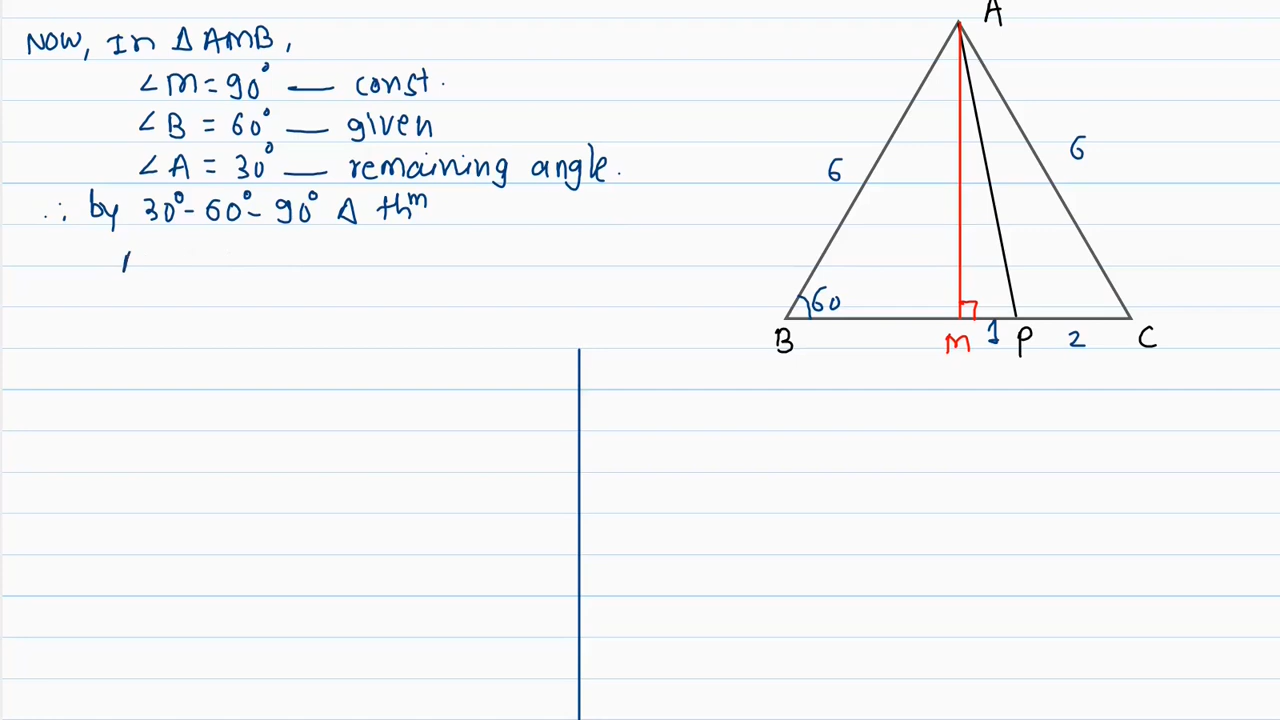 NOW, In Δ AMB,
∠M = 90° — const.
∠B = 60° — given
∠A = 30° — remaining angle.
∴ by 30°- 60°- 90° Δ thᵐ
A
6
6
60
B
M
1
P
2
C